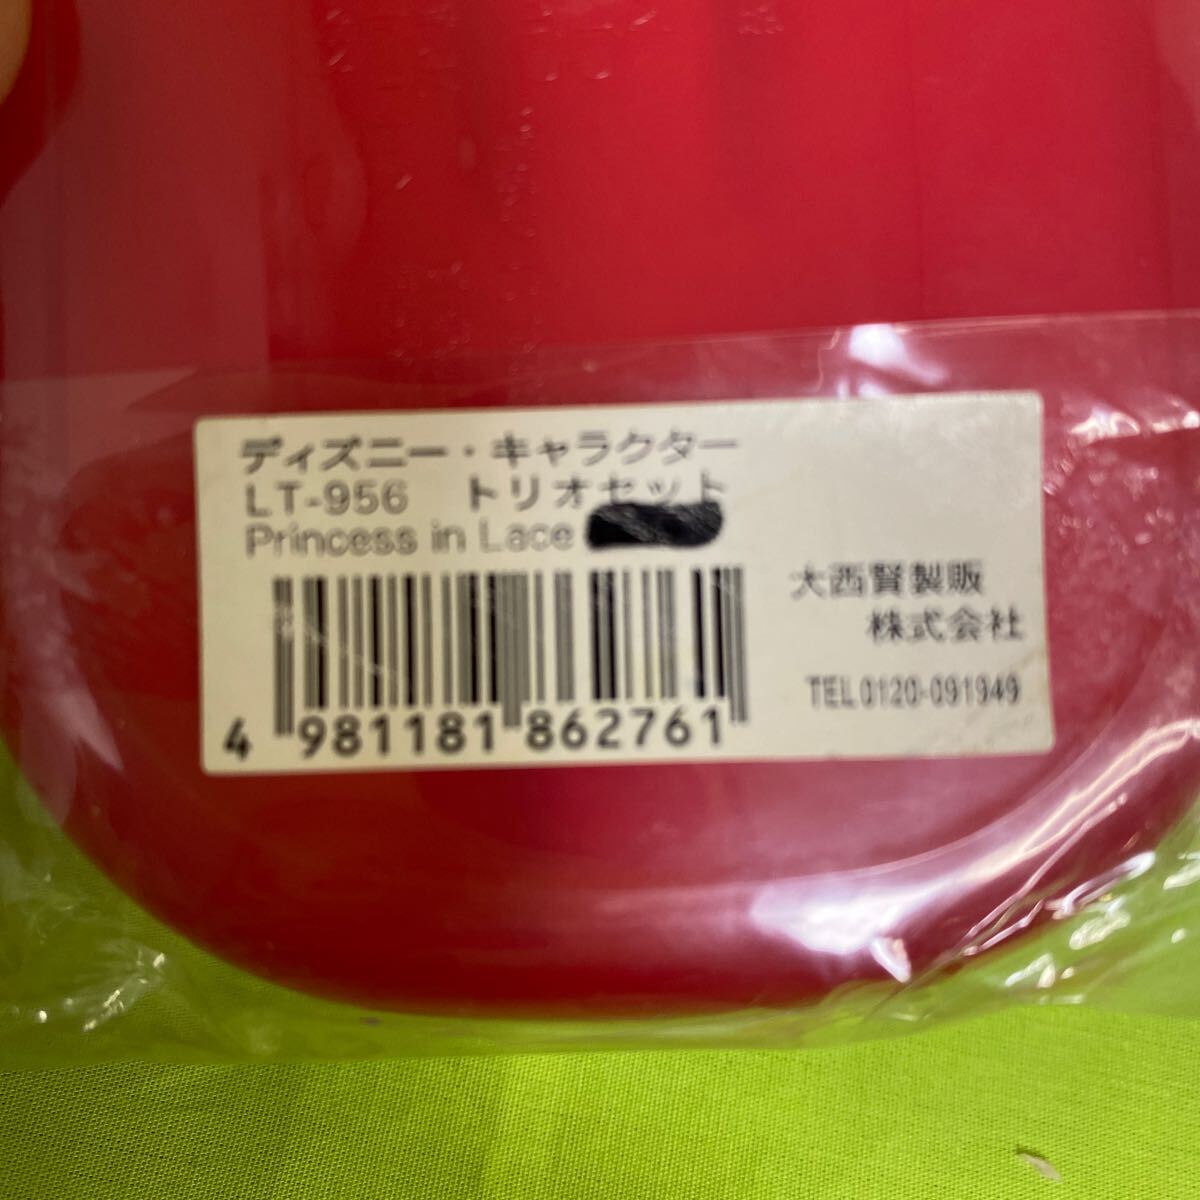 ディズニー・キャラクター
LT-956 トリオセット
Princess in Lace
大西賢製販
株式会社
TEL 0120-091949
4 981181 862761